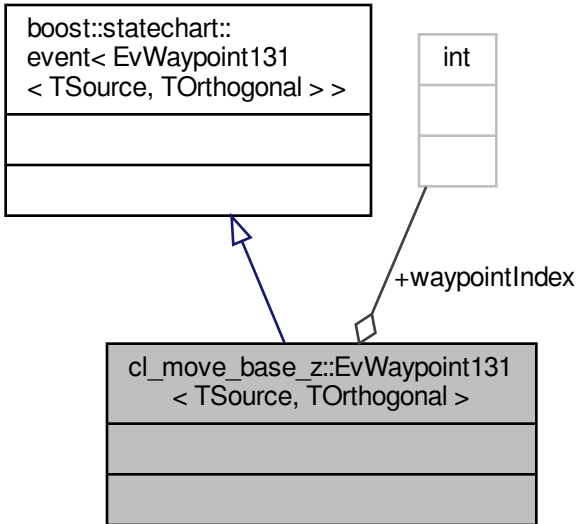 boost::statechart::
event< EvWaypoint131
< TSource, TOrthogonal > >
int
+waypointIndex
cl_move_base_z::EvWaypoint131
< TSource, TOrthogonal >